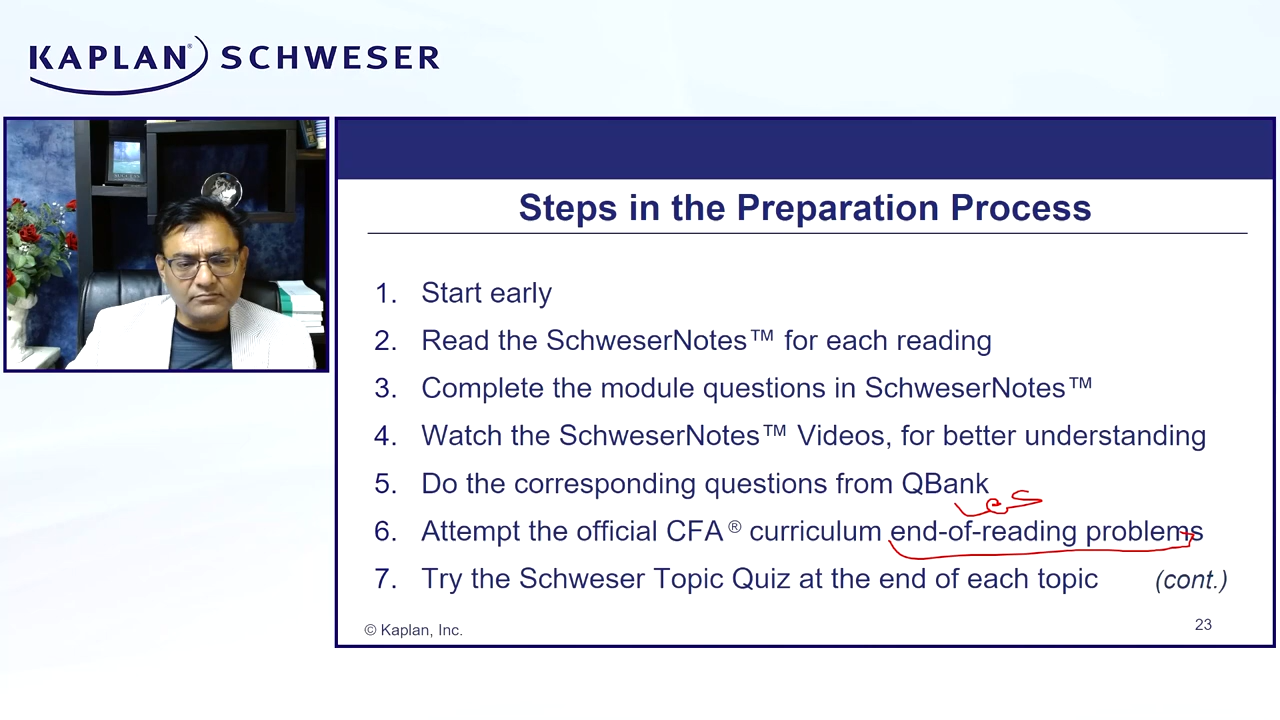 KAPLAN® SCHWESER
SUCCESS
Steps in the Preparation Process
1. Start early
2. Read the SchweserNotes™ for each reading
3. Complete the module questions in SchweserNotes™
4. Watch the SchweserNotes™ Videos, for better understanding
5. Do the corresponding questions from QBank
6. Attempt the official CFA® curriculum end-of-reading problems
7. Try the Schweser Topic Quiz at the end of each topic (cont.)
© Kaplan, Inc.
23